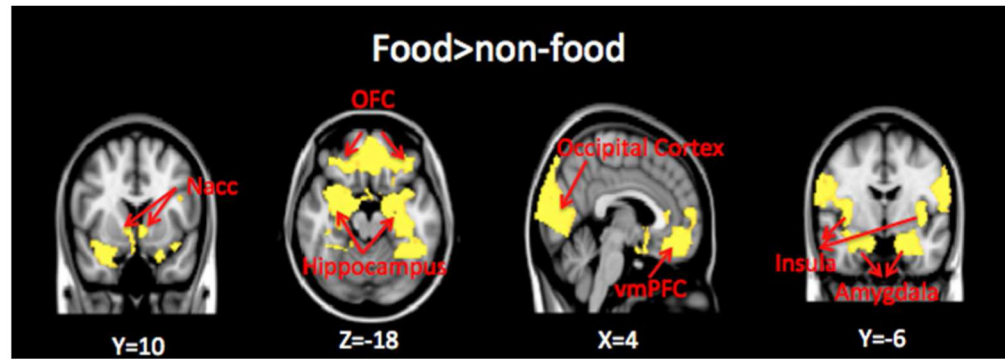 Food>non-food
OFC
Occipital Cortex
Nacc
Hippocampus
vmPFC
Insula
Amygdala
Y=10
Z=-18
X=4
Y=-6